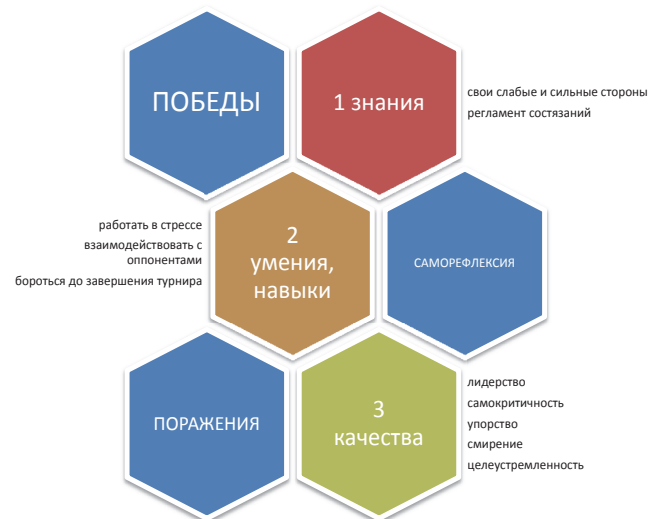 ПОБЕДЫ
1 знания
свои слабые и сильные стороны
регламент состязаний
работать в стрессе
взаимодействовать с
оппонентами
бороться до завершения турнира
2
умения,
навыки
САМОРЕФЛЕКСИЯ
ПОРАЖЕНИЯ
3
качества
лидерство
самокритичность
упорство
смирение
целеустремленность